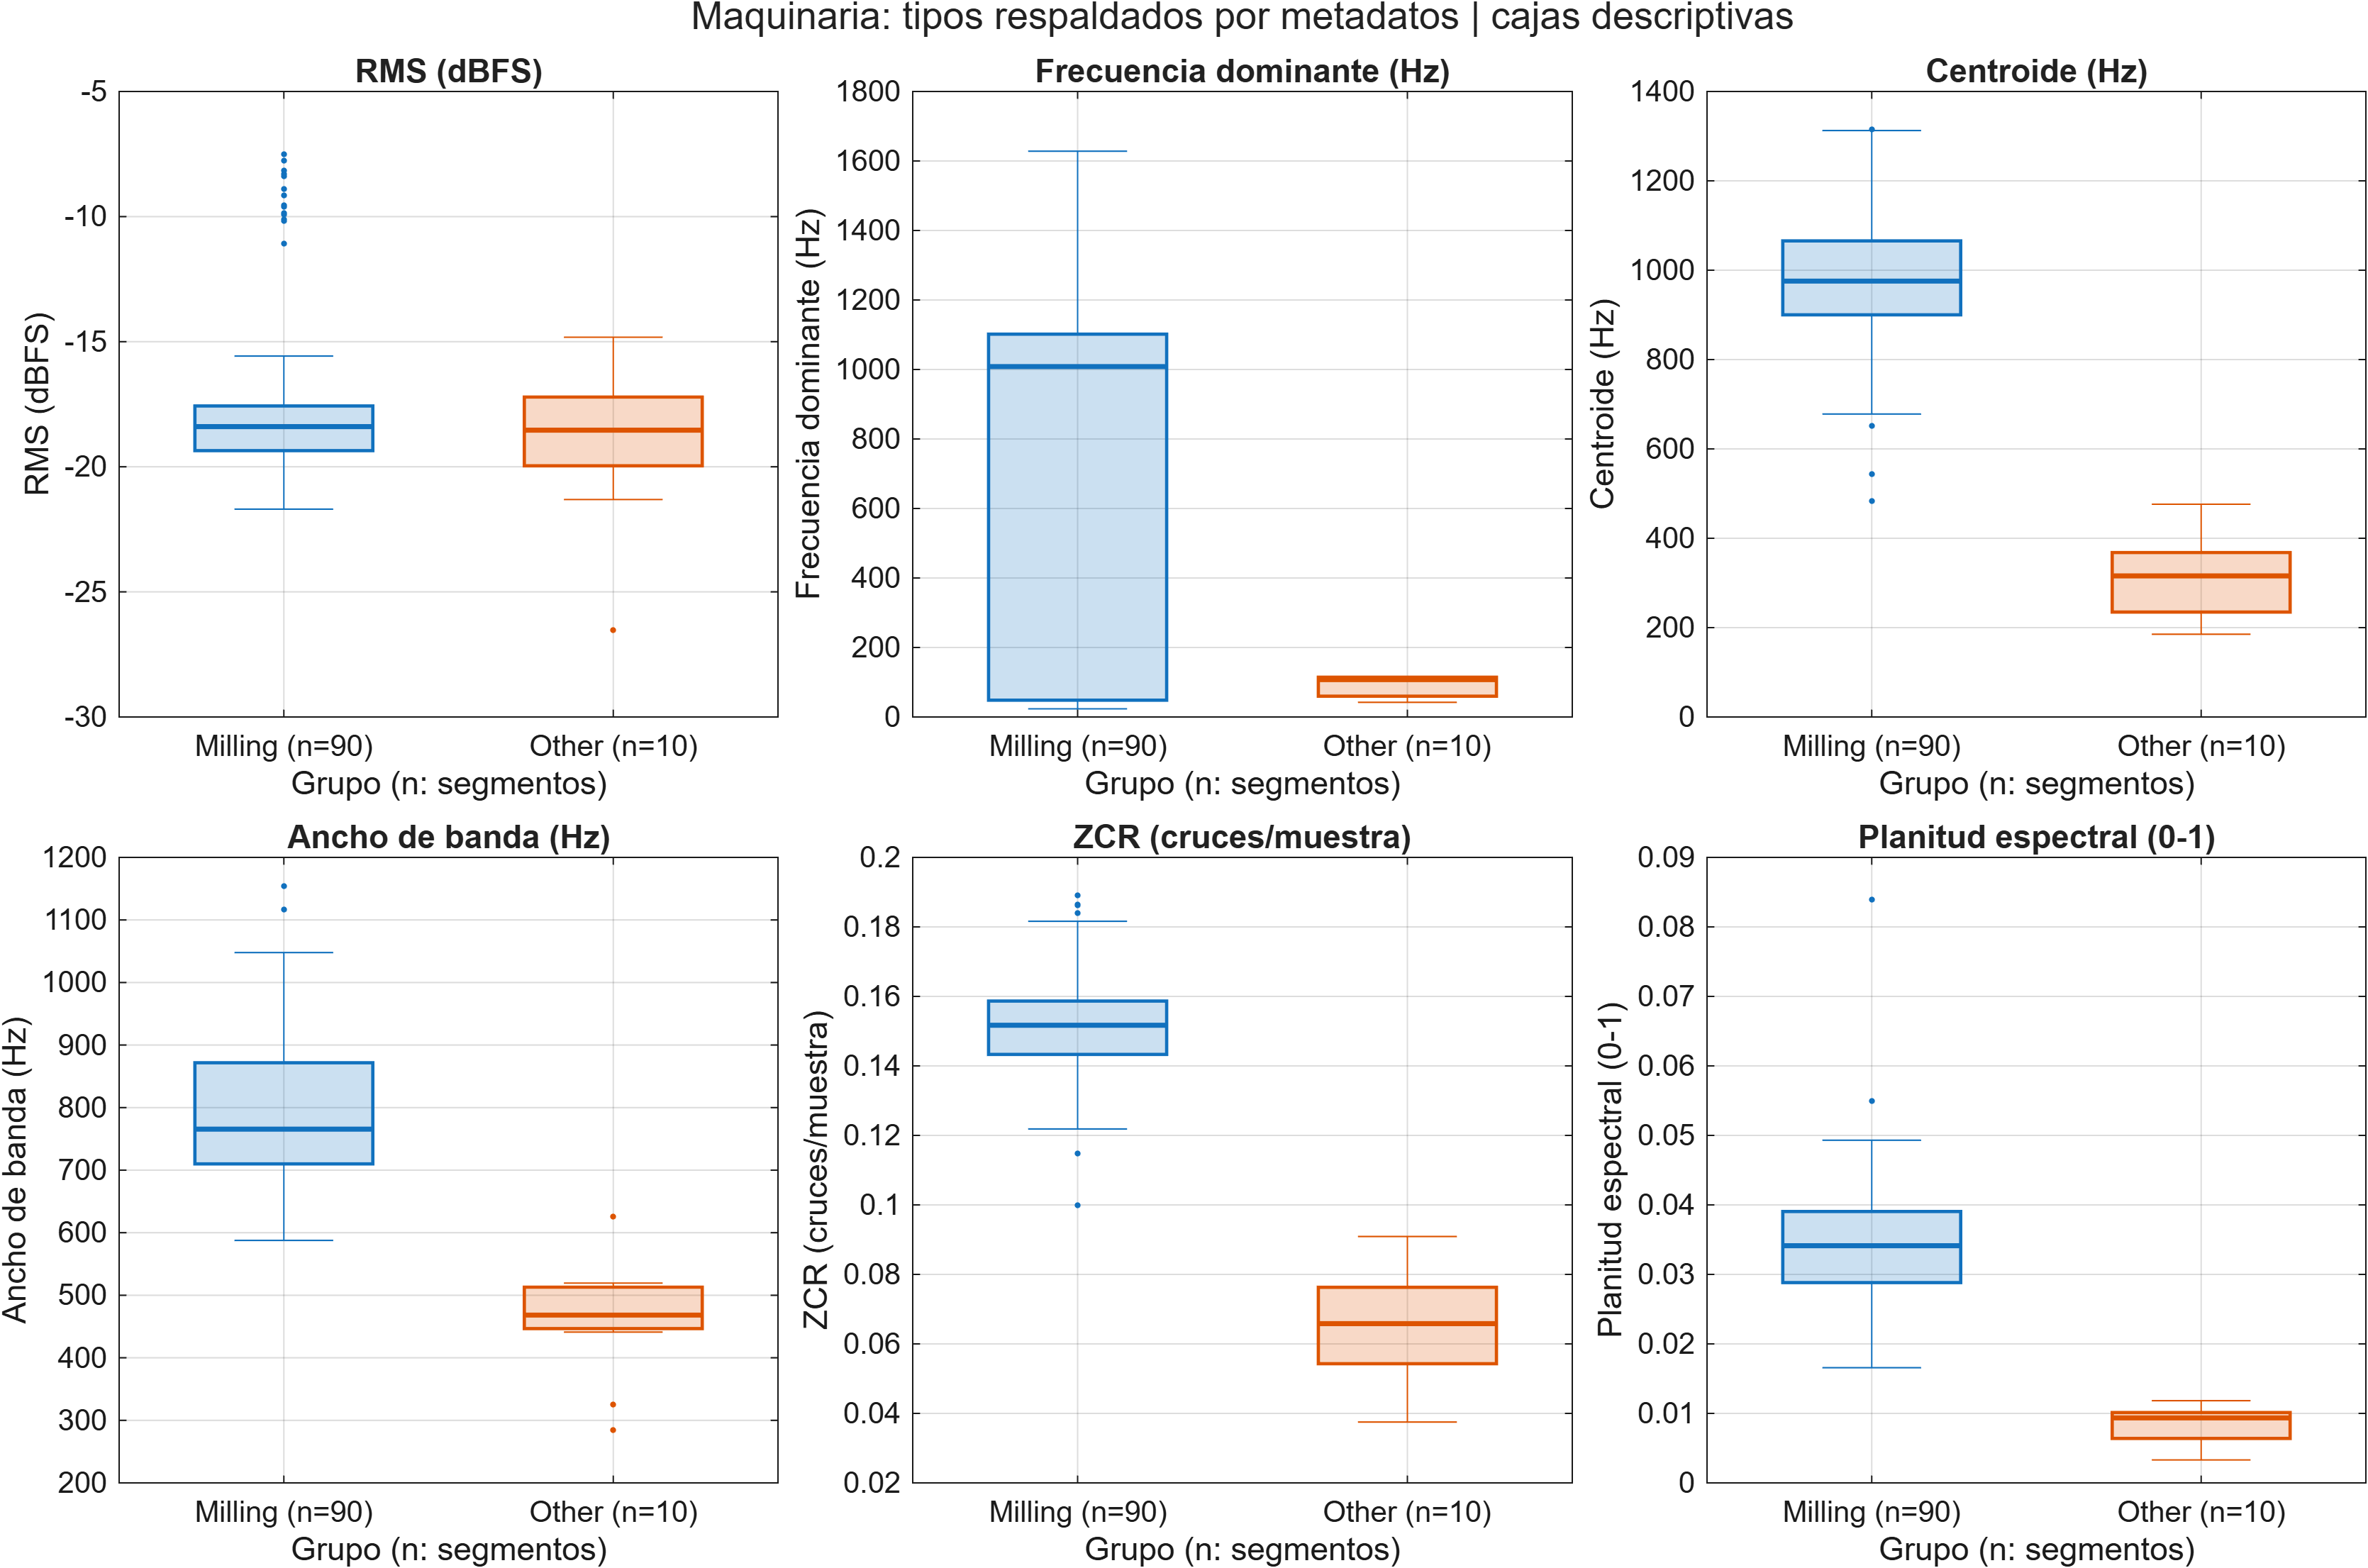 Maquinaria: tipos respaldados por metadatos | cajas descriptivas
RMS (dBFS)
RMS (dBFS)
-5
-10
-15
-20
-25
-30
Milling (n=90)
Other (n=10)
Grupo (n: segmentos)
Frecuencia dominante (Hz)
Frecuencia dominante (Hz)
1800
1600
1400
1200
1000
800
600
400
200
0
Milling (n=90)
Other (n=10)
Grupo (n: segmentos)
Centroide (Hz)
Centroide (Hz)
1400
1200
1000
800
600
400
200
0
Milling (n=90)
Other (n=10)
Grupo (n: segmentos)
Ancho de banda (Hz)
Ancho de banda (Hz)
1200
1100
1000
900
800
700
600
500
400
300
200
Milling (n=90)
Other (n=10)
Grupo (n: segmentos)
ZCR (cruces/muestra)
ZCR (cruces/muestra)
0.2
0.18
0.16
0.14
0.12
0.1
0.08
0.06
0.04
0.02
Milling (n=90)
Other (n=10)
Grupo (n: segmentos)
Planitud espectral (0-1)
Planitud espectral (0-1)
0.09
0.08
0.07
0.06
0.05
0.04
0.03
0.02
0.01
0
Milling (n=90)
Other (n=10)
Grupo (n: segmentos)